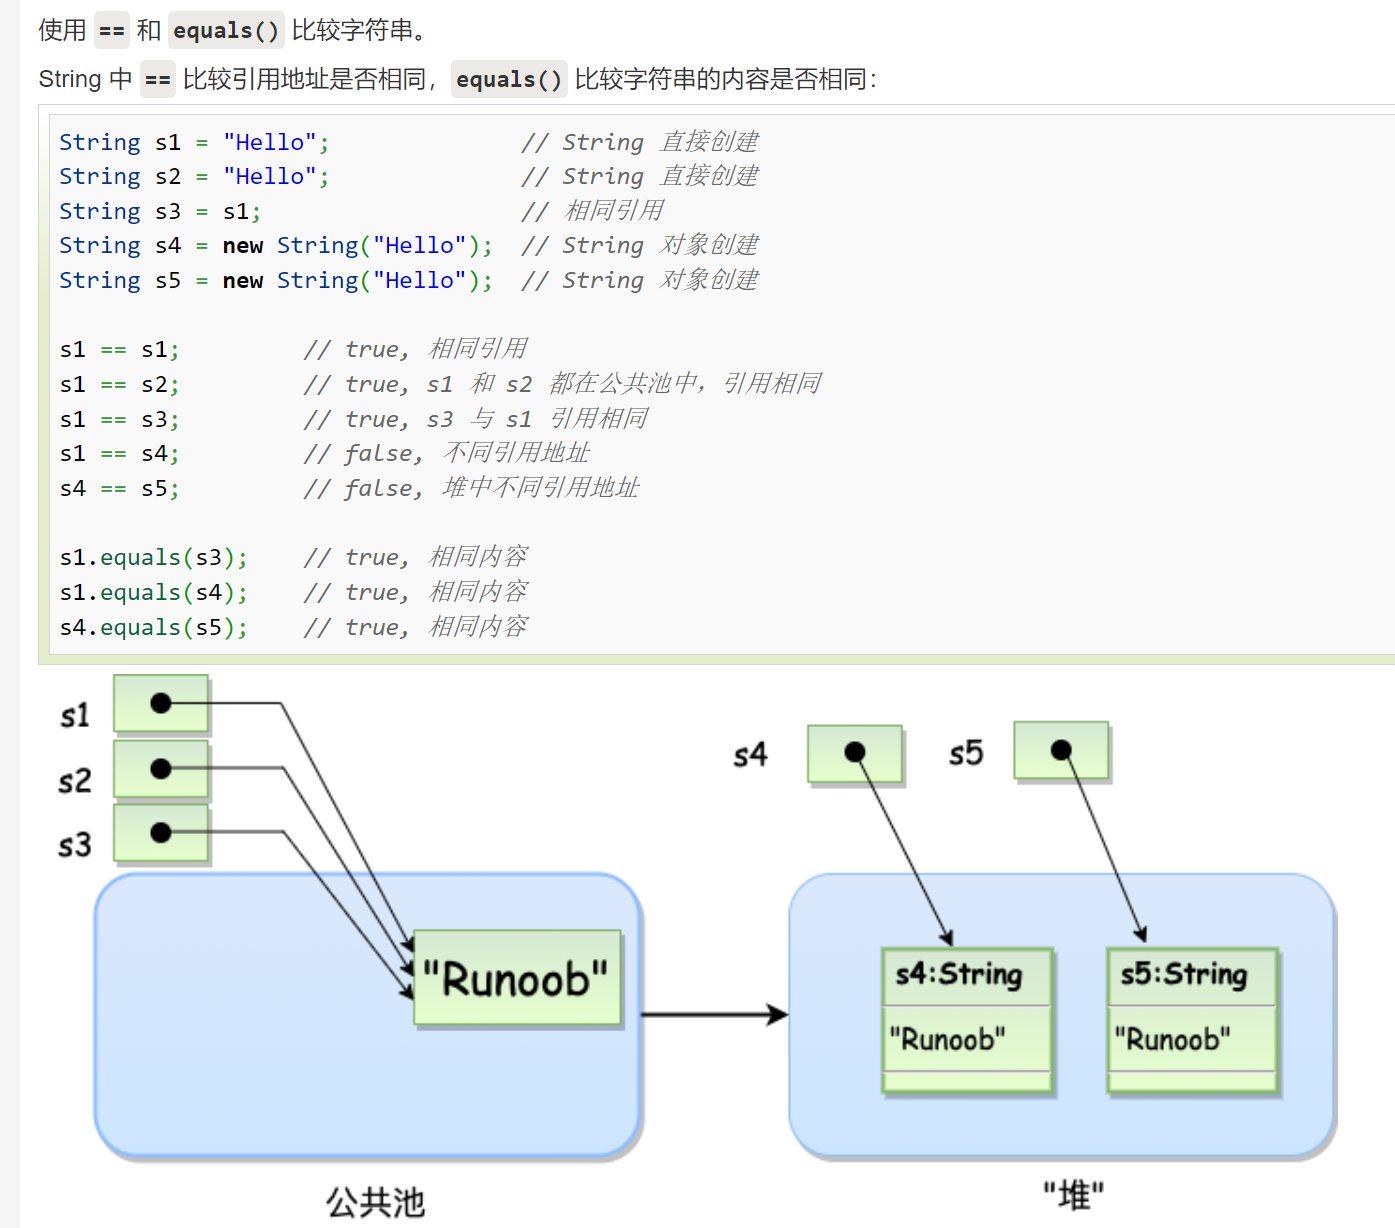 使用 == 和 equals() 比较字符串。
String 中 == 比较引用地址是否相同，equals() 比较字符串的内容是否相同：
String s1 = "Hello";              // String 直接创建
String s2 = "Hello";              // String 直接创建
String s3 = s1;                   // 相同引用
String s4 = new String("Hello");  // String 对象创建
String s5 = new String("Hello");  // String 对象创建
s1 == s1;         // true, 相同引用
s1 == s2;         // true, s1 和 s2 都在公共池中，引用相同
s1 == s3;         // true, s3 与 s1 引用相同
s1 == s4;         // false, 不同引用地址
s4 == s5;         // false, 堆中不同引用地址
s1.equals(s3);    // true, 相同内容
s1.equals(s4);    // true, 相同内容
s4.equals(s5);    // true, 相同内容
s1
s2
s3
"Runoob"
公共池
s4
s5
s4:String
"Runoob"
s5:String
"Runoob"
"堆"